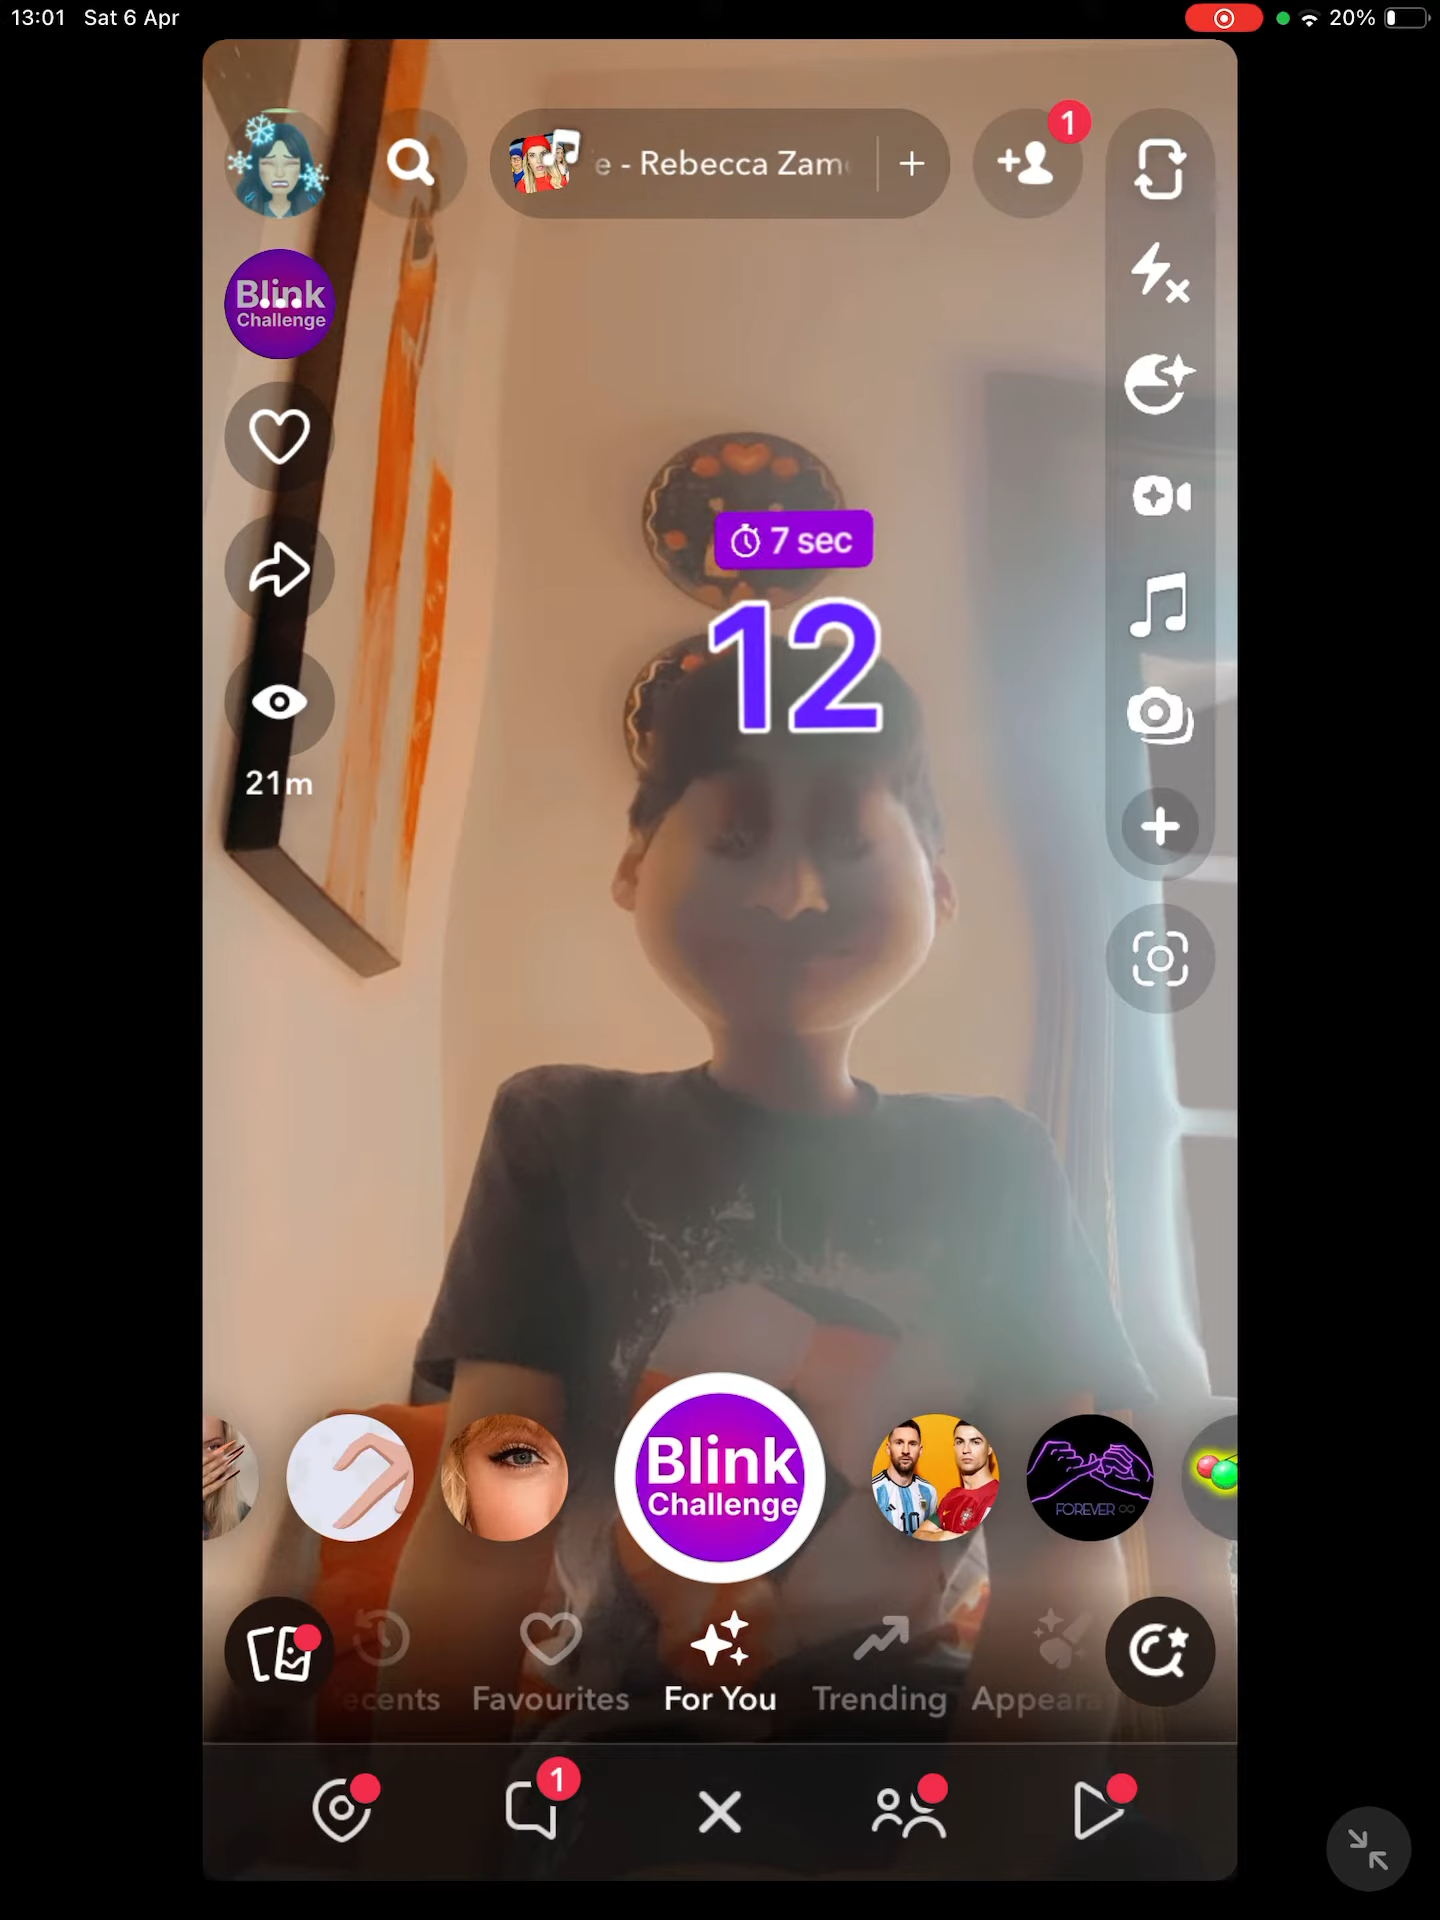 13:01 Sat 6 Apr
20%
1
e - Rebecca Zam
Blink
Challenge
7 sec
12
21m
Blink
Challenge
10
FOREVER ∞
ecents
Favourites
For You
Trending
Appeara
1